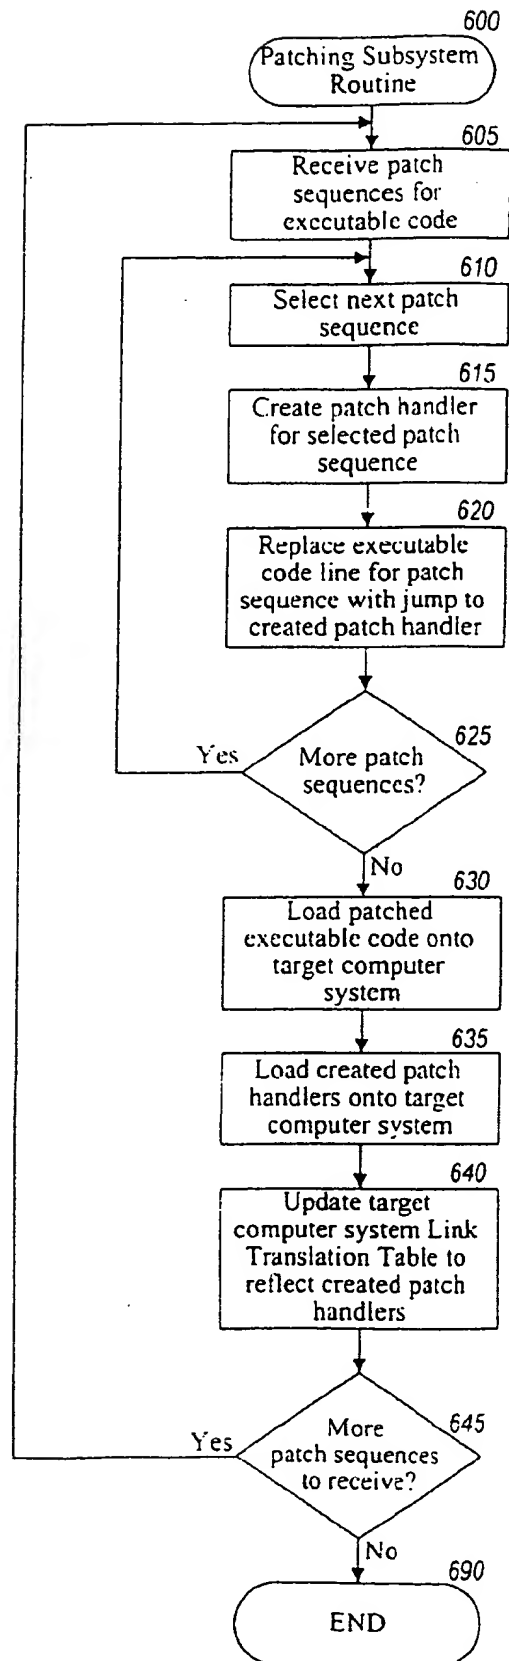 600
Patching Subsystem
Routine
605
Receive patch
sequences for
executable code
610
Select next patch
sequence
615
Create patch handler
for selected patch
sequence
620
Replace executable
code line for patch
sequence with jump to
created patch handler
625
Yes
More patch
sequences?
No
630
Load patched
executable code onto
target computer
system
635
Load created patch
handlers onto target
computer system
640
Update target
computer system Link
Translation Table to
reflect created patch
handlers
645
Yes
More
patch sequences
to receive?
No
690
END